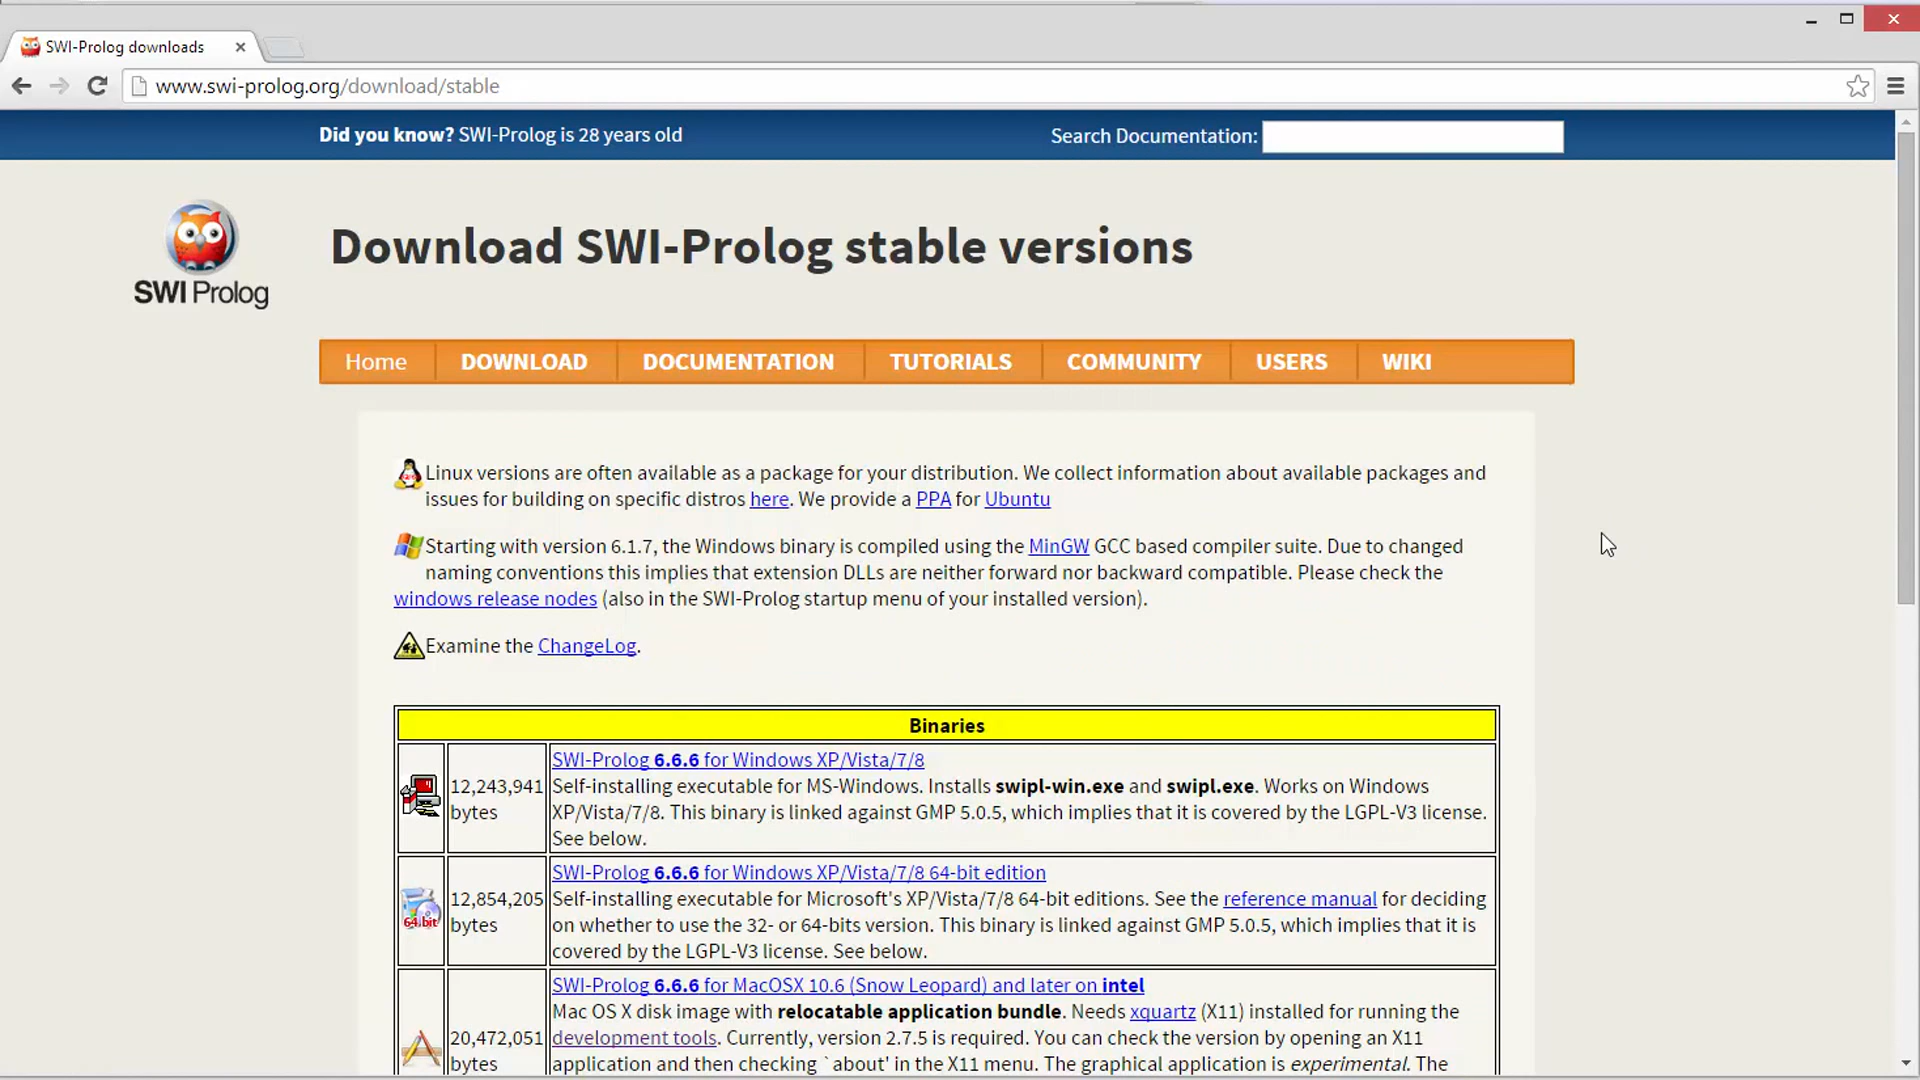 SWI-Prolog downloads
www.swi-prolog.org/download/stable
Did you know? SWI-Prolog is 28 years old
Search Documentation:
SWI Prolog
Download SWI-Prolog stable versions
Home DOWNLOAD DOCUMENTATION TUTORIALS COMMUNITY USERS WIKI
Linux versions are often available as a package for your distribution. We collect information about available packages and
issues for building on specific distros here. We provide a PPA for Ubuntu
Starting with version 6.1.7, the Windows binary is compiled using the MinGW GCC based compiler suite. Due to changed
naming conventions this implies that extension DLLs are neither forward nor backward compatible. Please check the
windows release nodes (also in the SWI-Prolog startup menu of your installed version).
Examine the ChangeLog.
Binaries
12,243,941
bytes
SWI-Prolog 6.6.6 for Windows XP/Vista/7/8
Self-installing executable for MS-Windows. Installs swipl-win.exe and swipl.exe. Works on Windows
XP/Vista/7/8. This binary is linked against GMP 5.0.5, which implies that it is covered by the LGPL-V3 license.
See below.
64 bit
12,854,205
bytes
SWI-Prolog 6.6.6 for Windows XP/Vista/7/8 64-bit edition
Self-installing executable for Microsoft's XP/Vista/7/8 64-bit editions. See the reference manual for deciding
on whether to use the 32- or 64-bits version. This binary is linked against GMP 5.0.5, which implies that it is
covered by the LGPL-V3 license. See below.
20,472,051
bytes
SWI-Prolog 6.6.6 for MacOSX 10.6 (Snow Leopard) and later on intel
Mac OS X disk image with relocatable application bundle. Needs xquartz (X11) installed for running the
development tools. Currently, version 2.7.5 is required. You can check the version by opening an X11
application and then checking `about' in the X11 menu. The graphical application is experimental. The